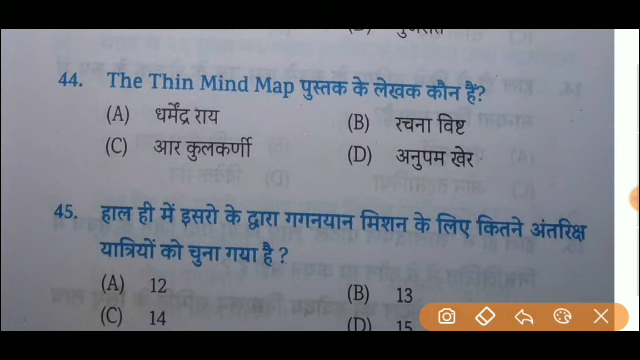 44. The Thin Mind Map पुस्तक के लेखक कौन हैं?
(A) धर्मेंद्र राय (B) रचना विष्ट
(C) आर कुलकर्णी (D) अनुपम खेर
45. हाल ही में इसरो के द्वारा गगनयान मिशन के लिए कितने अंतरिक्ष
यात्रियों को चुना गया है ?
(A) 12 (B) 13
(C) 14 (D) 15